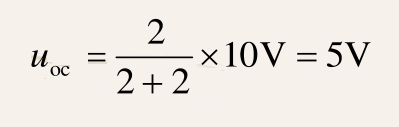 u_oc = 2/(2+2) ×10V = 5V